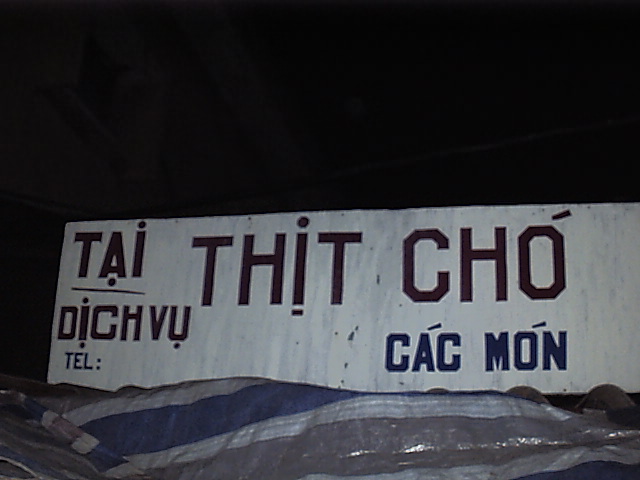 TẠI
DỊCH VỤ
TEL:
THỊT CHÓ
CÁC MÓN